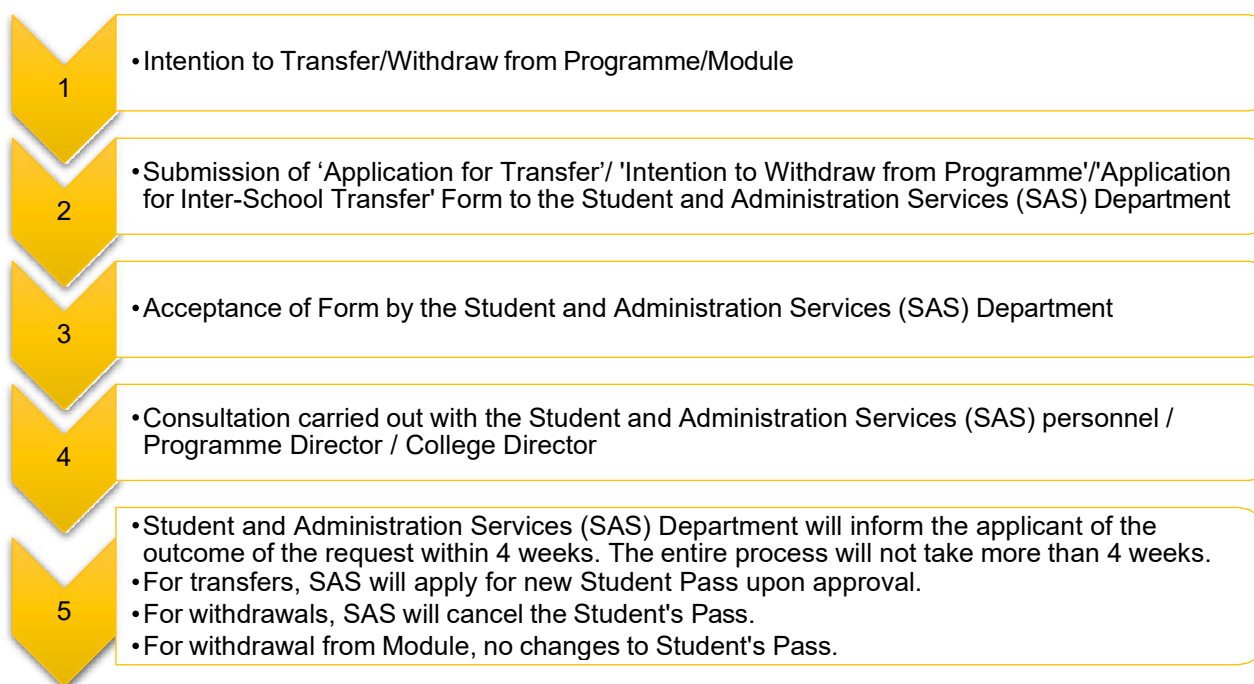 1
•Intention to Transfer/Withdraw from Programme/Module
2
•Submission of ‘Application for Transfer’/ 'Intention to Withdraw from Programme'/'Application
for Inter-School Transfer' Form to the Student and Administration Services (SAS) Department
3
•Acceptance of Form by the Student and Administration Services (SAS) Department
4
•Consultation carried out with the Student and Administration Services (SAS) personnel /
Programme Director / College Director
5
•Student and Administration Services (SAS) Department will inform the applicant of the
outcome of the request within 4 weeks. The entire process will not take more than 4 weeks.
•For transfers, SAS will apply for new Student Pass upon approval.
•For withdrawals, SAS will cancel the Student's Pass.
•For withdrawal from Module, no changes to Student's Pass.